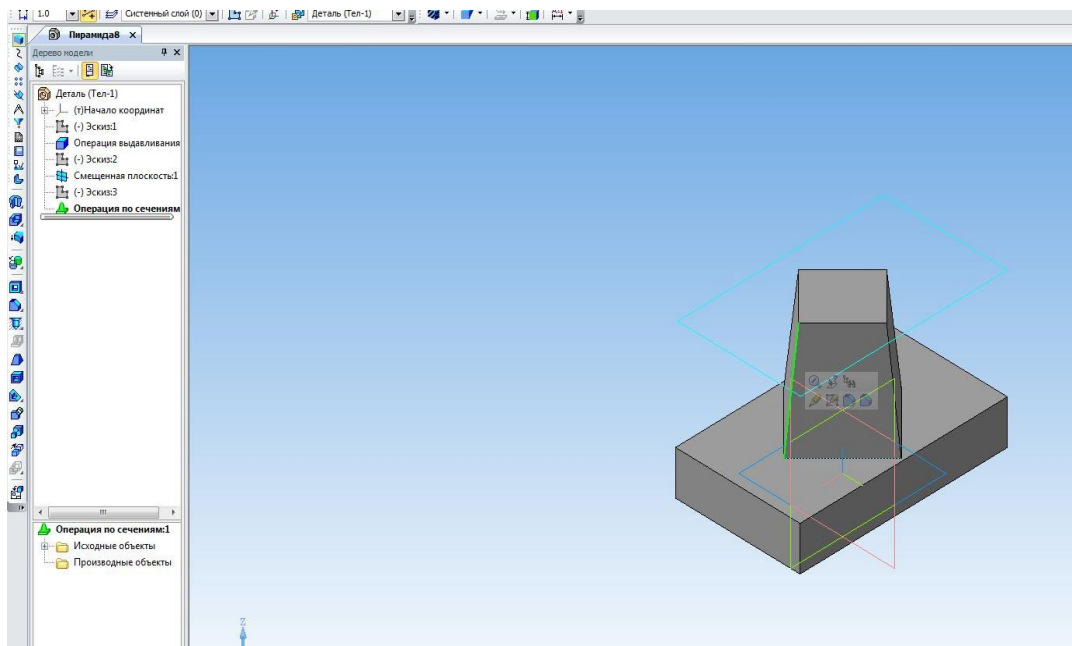 1.0 Системный слой (0) Деталь (Тел-1)
Пирамида8
Дерево модели
Деталь (Тел-1)
(т)Начало координат
(-) Эскиз:1
Операция выдавливания
(-) Эскиз:2
Смещенная плоскость:1
(-) Эскиз:3
Операция по сечениям
Операция по сечениям:1
Исходные объекты
Производные объекты
Z